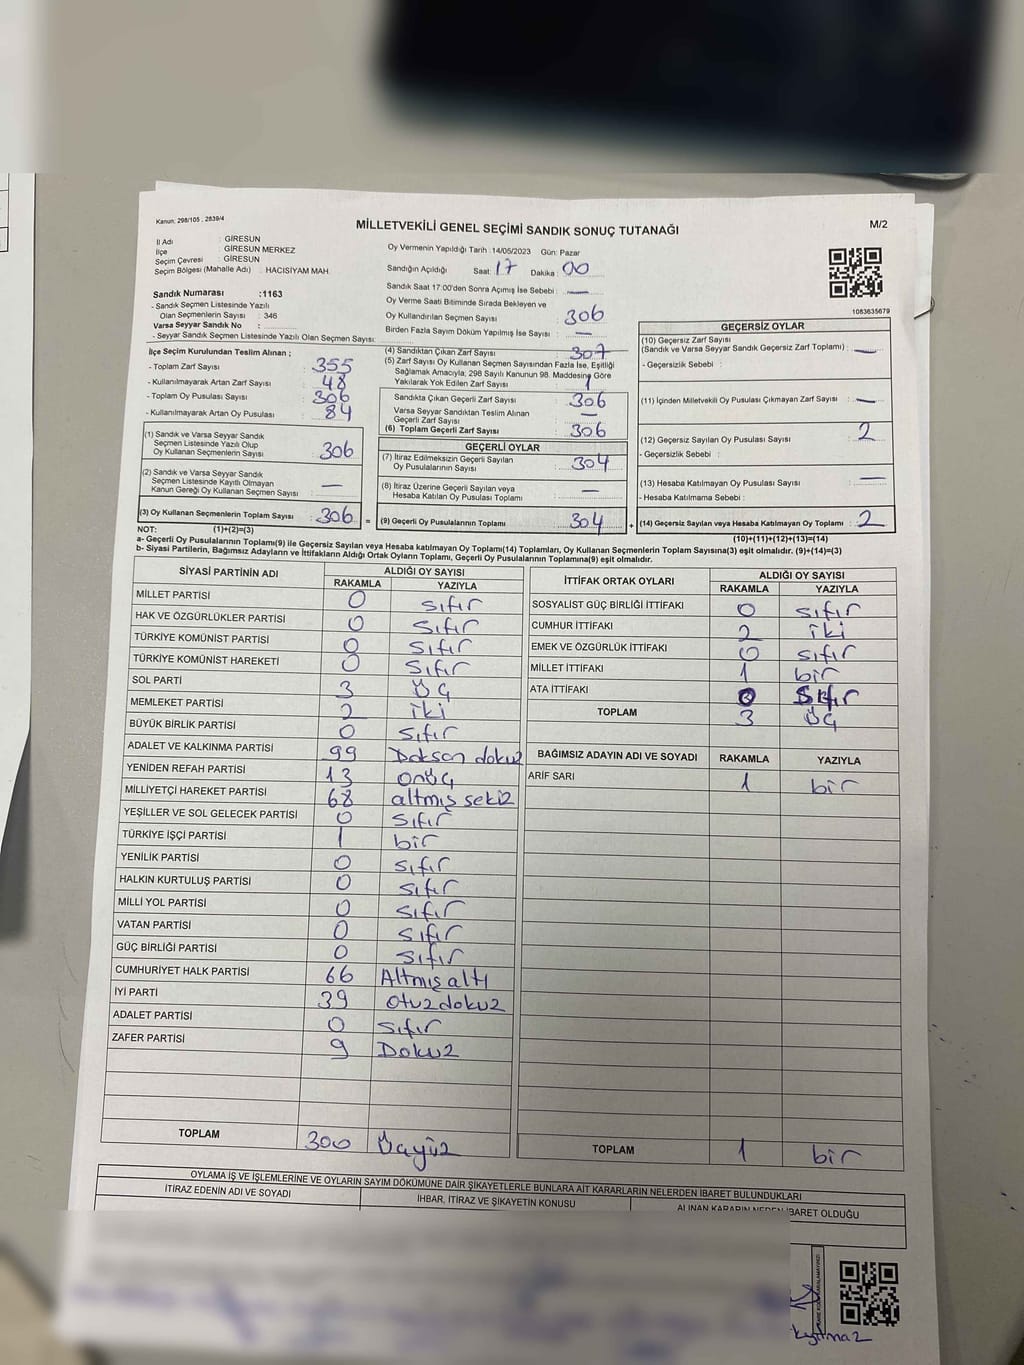 Kanun: 298/105 , 2839/4
MİLLETVEKİLİ GENEL SEÇİMİ SANDIK SONUÇ TUTANAĞI
M/2
İl Adı : GİRESUN
İlçe : GİRESUN MERKEZ
Seçim Çevresi : GİRESUN
Seçim Bölgesi (Mahalle Adı) : HACISİYAM MAH.
Oy Vermenin Yapıldığı Tarih :14/05/2023 Gün: Pazar
Sandığın Açıldığı Saat: 17 Dakika : 00
Sandık Saat 17:00'den Sonra Açımış İse Sebebi : —
Oy Verme Saati Bitiminde Sırada Bekleyen ve
Oy Kullandırılan Seçmen Sayısı : 306
Birden Fazla Sayım Döküm Yapılmış İse Sayısı : —
1083635679
Sandık Numarası :1163
- Sandık Seçmen Listesinde Yazılı
Olan Seçmenlerin Sayısı : 346
Varsa Seyyar Sandık No :
- Seyyar Sandık Seçmen Listesinde Yazılı Olan Seçmen Sayısı:
İlçe Seçim Kurulundan Teslim Alınan ;
- Toplam Zarf Sayısı : 355
- Kullanılmayarak Artan Zarf Sayısı : 48
- Toplam Oy Pusulası Sayısı : 306
- Kullanılmayarak Artan Oy Pusulası : 84
(1) Sandık ve Varsa Seyyar Sandık
Seçmen Listesinde Yazılı Olup
Oy Kullanan Seçmenlerin Sayısı : 306
(2) Sandık ve Varsa Seyyar Sandık
Seçmen Listesinde Kayıtlı Olmayan
Kanun Gereği Oy Kullanan Seçmen Sayısı : —
(3) Oy Kullanan Seçmenlerin Toplam Sayısı : 306
(1)+(2)=(3)
(4) Sandıktan Çıkan Zarf Sayısı : 307
(5) Zarf Sayısı Oy Kullanan Seçmen Sayısından Fazla İse, Eşitliği
Sağlamak Amacıyla; 298 Sayılı Kanunun 98. Maddesine Göre
Yakılarak Yok Edilen Zarf Sayısı : 1
Sandıkta Çıkan Geçerli Zarf Sayısı : 306
Varsa Seyyar Sandıktan Teslim Alınan
Geçerli Zarf Sayısı : —
(6) Toplam Geçerli Zarf Sayısı : 306
GEÇERLİ OYLAR
(7) İtiraz Edilmeksizin Geçerli Sayılan
Oy Pusulalarının Sayısı : 304
(8) İtiraz Üzerine Geçerli Sayılan veya
Hesaba Katılan Oy Pusulası Toplamı : —
= (9) Geçerli Oy Pusulalarının Toplamı : 304
GEÇERSİZ OYLAR
(10) Geçersiz Zarf Sayısı
(Sandık ve Varsa Seyyar Sandık Geçersiz Zarf Toplamı) : —
- Geçersizlik Sebebi :
(11) İçinden Milletvekili Oy Pusulası Çıkmayan Zarf Sayısı : —
(12) Geçersiz Sayılan Oy Pusulası Sayısı : 2
- Geçersizlik Sebebi :
(13) Hesaba Katılmayan Oy Pusulası Sayısı : —
- Hesaba Katılmama Sebebi :
+ (14) Geçersiz Sayılan veya Hesaba Katılmayan Oy Toplamı : 2
(10)+(11)+(12)+(13)=(14)
NOT:
a- Geçerli Oy Pusulalarının Toplamı(9) ile Geçersiz Sayılan veya Hesaba katılmayan Oy Toplamı(14) Toplamları, Oy Kullanan Seçmenlerin Toplam Sayısına(3) eşit olmalıdır. (9)+(14)=(3)
b- Siyasi Partilerin, Bağımsız Adayların ve İttifakların Aldığı Ortak Oyların Toplamı, Geçerli Oy Pusulalarının Toplamına(9) eşit olmalıdır.
SİYASİ PARTİNİN ADI ALDIĞI OY SAYISI
RAKAMLA YAZIYLA
MİLLET PARTİSİ 0 sıfır
HAK VE ÖZGÜRLÜKLER PARTİSİ 0 sıfır
TÜRKİYE KOMÜNİST PARTİSİ 0 sıfır
TÜRKİYE KOMÜNİST HAREKETİ 0 sıfır
SOL PARTİ 3 üç
MEMLEKET PARTİSİ 2 iki
BÜYÜK BİRLİK PARTİSİ 0 sıfır
ADALET VE KALKINMA PARTİSİ 99 Doksan dokuz
YENİDEN REFAH PARTİSİ 13 onüç
MİLLİYETÇİ HAREKET PARTİSİ 68 altmış sekiz
YEŞİLLER VE SOL GELECEK PARTİSİ 0 sıfır
TÜRKİYE İŞÇİ PARTİSİ 1 bir
YENİLİK PARTİSİ 0 sıfır
HALKIN KURTULUŞ PARTİSİ 0 sıfır
MİLLİ YOL PARTİSİ 0 sıfır
VATAN PARTİSİ 0 sıfır
GÜÇ BİRLİĞİ PARTİSİ 0 sıfır
CUMHURİYET HALK PARTİSİ 66 Altmış altı
İYİ PARTİ 39 otuz dokuz
ADALET PARTİSİ 0 sıfır
ZAFER PARTİSİ 9 Dokuz
TOPLAM 300 Üçyüz
İTTİFAK ORTAK OYLARI ALDIĞI OY SAYISI
RAKAMLA YAZIYLA
SOSYALİST GÜÇ BİRLİĞİ İTTİFAKI 0 sıfır
CUMHUR İTTİFAKI 2 iki
EMEK VE ÖZGÜRLÜK İTTİFAKI 0 sıfır
MİLLET İTTİFAKI 1 bir
ATA İTTİFAKI 0 sıfır
TOPLAM 3 üç
BAĞIMSIZ ADAYIN ADI VE SOYADI RAKAMLA YAZIYLA
ARİF SARI 1 bir
TOPLAM 1 bir
OYLAMA İŞ VE İŞLEMLERİNE VE OYLARIN SAYIM DÖKÜMÜNE DAİR ŞİKAYETLERLE BUNLARA AİT KARARLARIN NELERDEN İBARET BULUNDUKLARI
İTİRAZ EDENİN ADI VE SOYADI İHBAR, İTİRAZ VE ŞİKAYETİN KONUSU ALINAN KARARIN NEDEN İBARET OLDUĞU